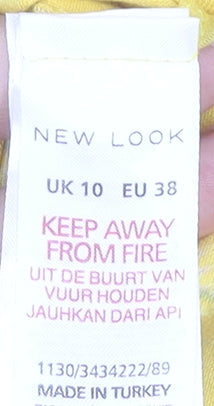 NEW LOOK
UK 10 EU 38
KEEP AWAY
FROM FIRE
UIT DE BUURT VAN
VUUR HOUDEN
JAUHKAN DARI API
1130/3434222/89
MADE IN TURKEY